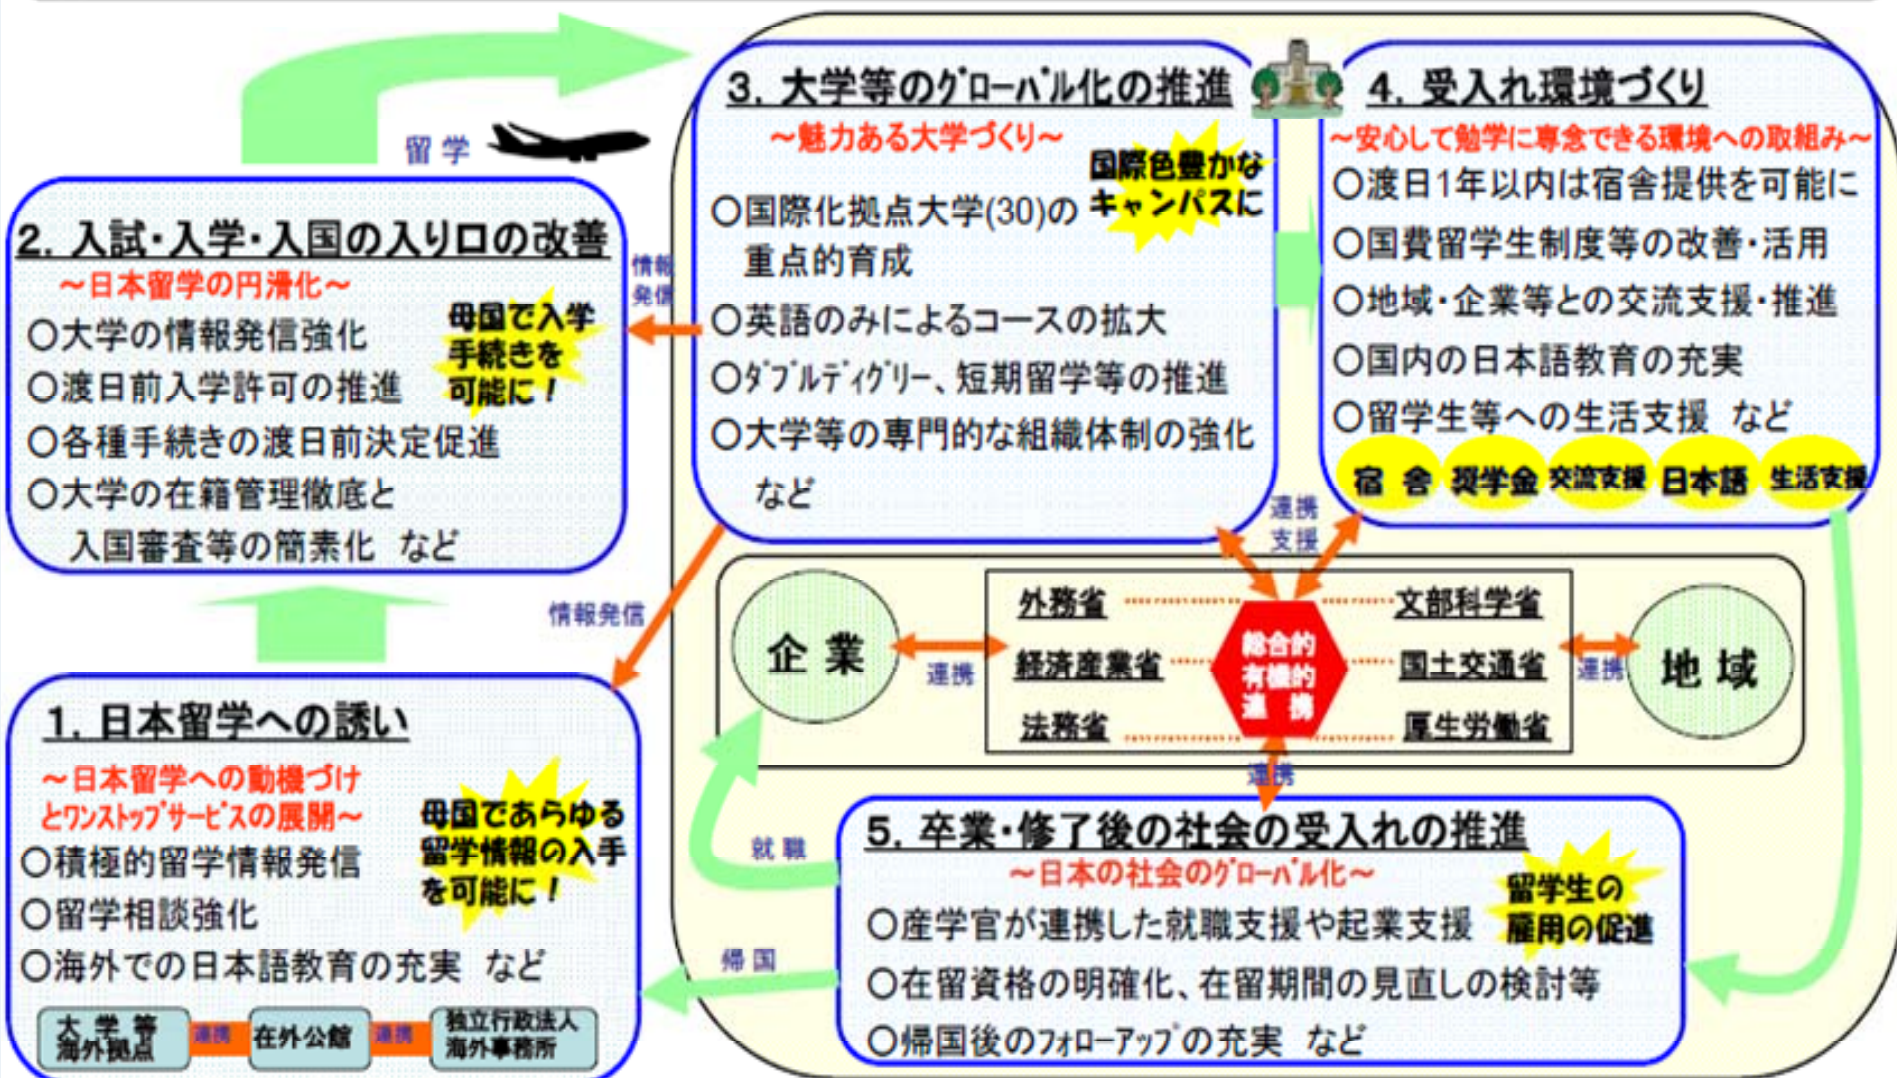 3．大学等のｸﾞﾛｰﾊﾞﾙ化の推進
～魅力ある大学づくり～
国際色豊かな
キャンパスに
○国際化拠点大学(30)の
重点的育成
○英語のみによるコースの拡大
○ﾀﾞﾌﾞﾙﾃﾞｨｸﾞﾘｰ、短期留学等の推進
○大学等の専門的な組織体制の強化
など
4．受入れ環境づくり
～安心して勉学に専念できる環境への取組み～
○渡日1年以内は宿舎提供を可能に
○国費留学生制度等の改善・活用
○地域・企業等との交流支援・推進
○国内の日本語教育の充実
○留学生等への生活支援 など
宿 舎 奨学金 交流支援 日本語 生活支援
留学
2．入試・入学・入国の入り口の改善
～日本留学の円滑化～
母国で入学
手続きを
可能に！
○大学の情報発信強化
○渡日前入学許可の推進
○各種手続きの渡日前決定促進
○大学の在籍管理徹底と
入国審査等の簡素化 など
情報
発信
情報発信
連携
支援
企業
連携
外務省
経済産業省
法務省
総合的
有機的
連 携
文部科学省
国土交通省
厚生労働省
連携
地域
連携
1．日本留学への誘い
～日本留学への動機づけ
とﾜﾝｽﾄｯﾌﾟｻｰﾋﾞｽの展開～
母国であらゆる
留学情報の入手
を可能に！
○積極的留学情報発信
○留学相談強化
○海外での日本語教育の充実 など
大 学 等
海外拠点
連携
在外公館
連携
独立行政法人
海外事務所
就職
帰国
5．卒業・修了後の社会の受入れの推進
～日本の社会のｸﾞﾛｰﾊﾞﾙ化～
留学生の
雇用の促進
○産学官が連携した就職支援や起業支援
○在留資格の明確化、在留期間の見直しの検討等
○帰国後のﾌｫﾛｰｱｯﾌﾟの充実 など